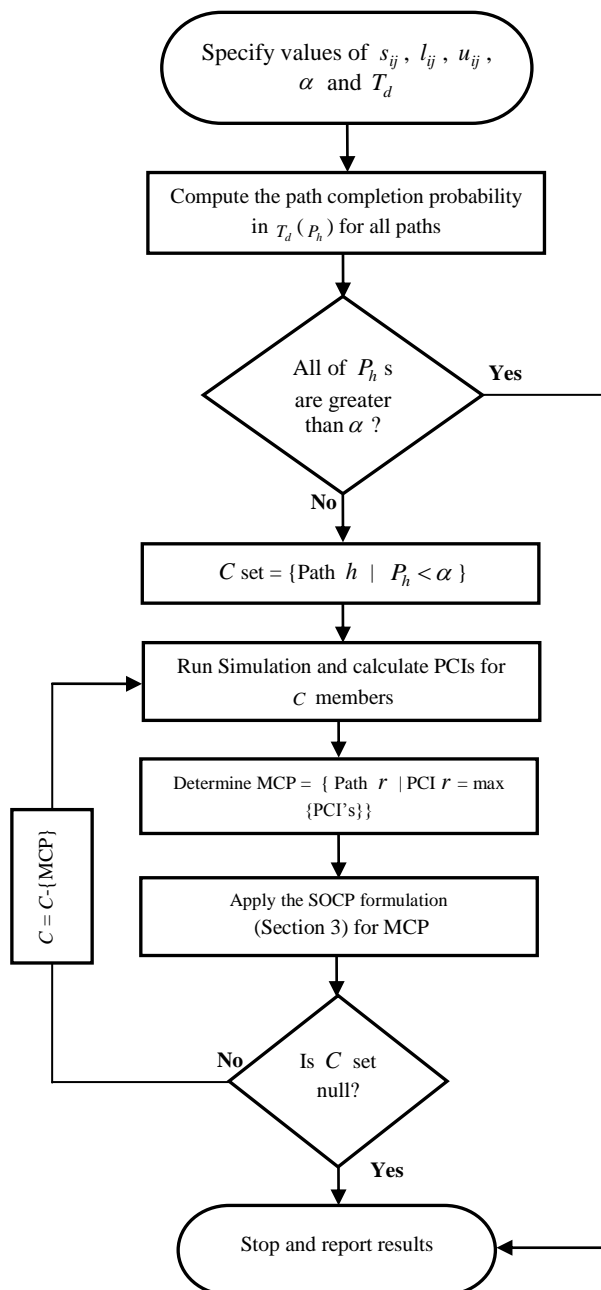 Specify values of s_ij , l_ij , u_ij ,
α and T_d
Compute the path completion probability
in T_d ( P_h ) for all paths
All of P_h s
are greater
than α ?
Yes
No
C set = {Path h | P_h < α }
Run Simulation and calculate PCIs for
C members
Determine MCP = { Path r | PCI r = max
{PCI's}}
C = C-{MCP}
Apply the SOCP formulation
(Section 3) for MCP
No
Is C set
null?
Yes
Stop and report results